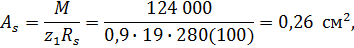 A_s = M / (z_1 R_s) = 124 000 / (0,9 · 19 · 280(100)) = 0,26 см²,